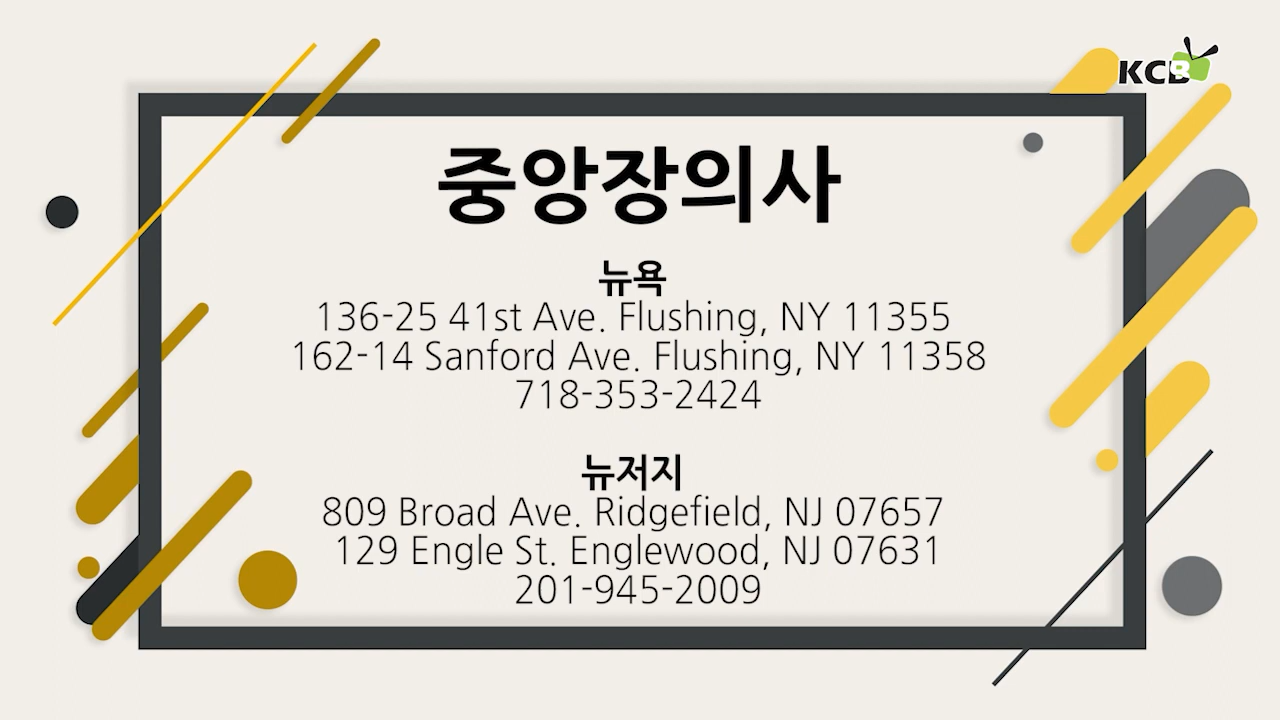 KCB
중앙장의사
뉴욕
136-25 41st Ave. Flushing, NY 11355
162-14 Sanford Ave. Flushing, NY 11358
718-353-2424
뉴저지
809 Broad Ave. Ridgefield, NJ 07657
129 Engle St. Englewood, NJ 07631
201-945-2009